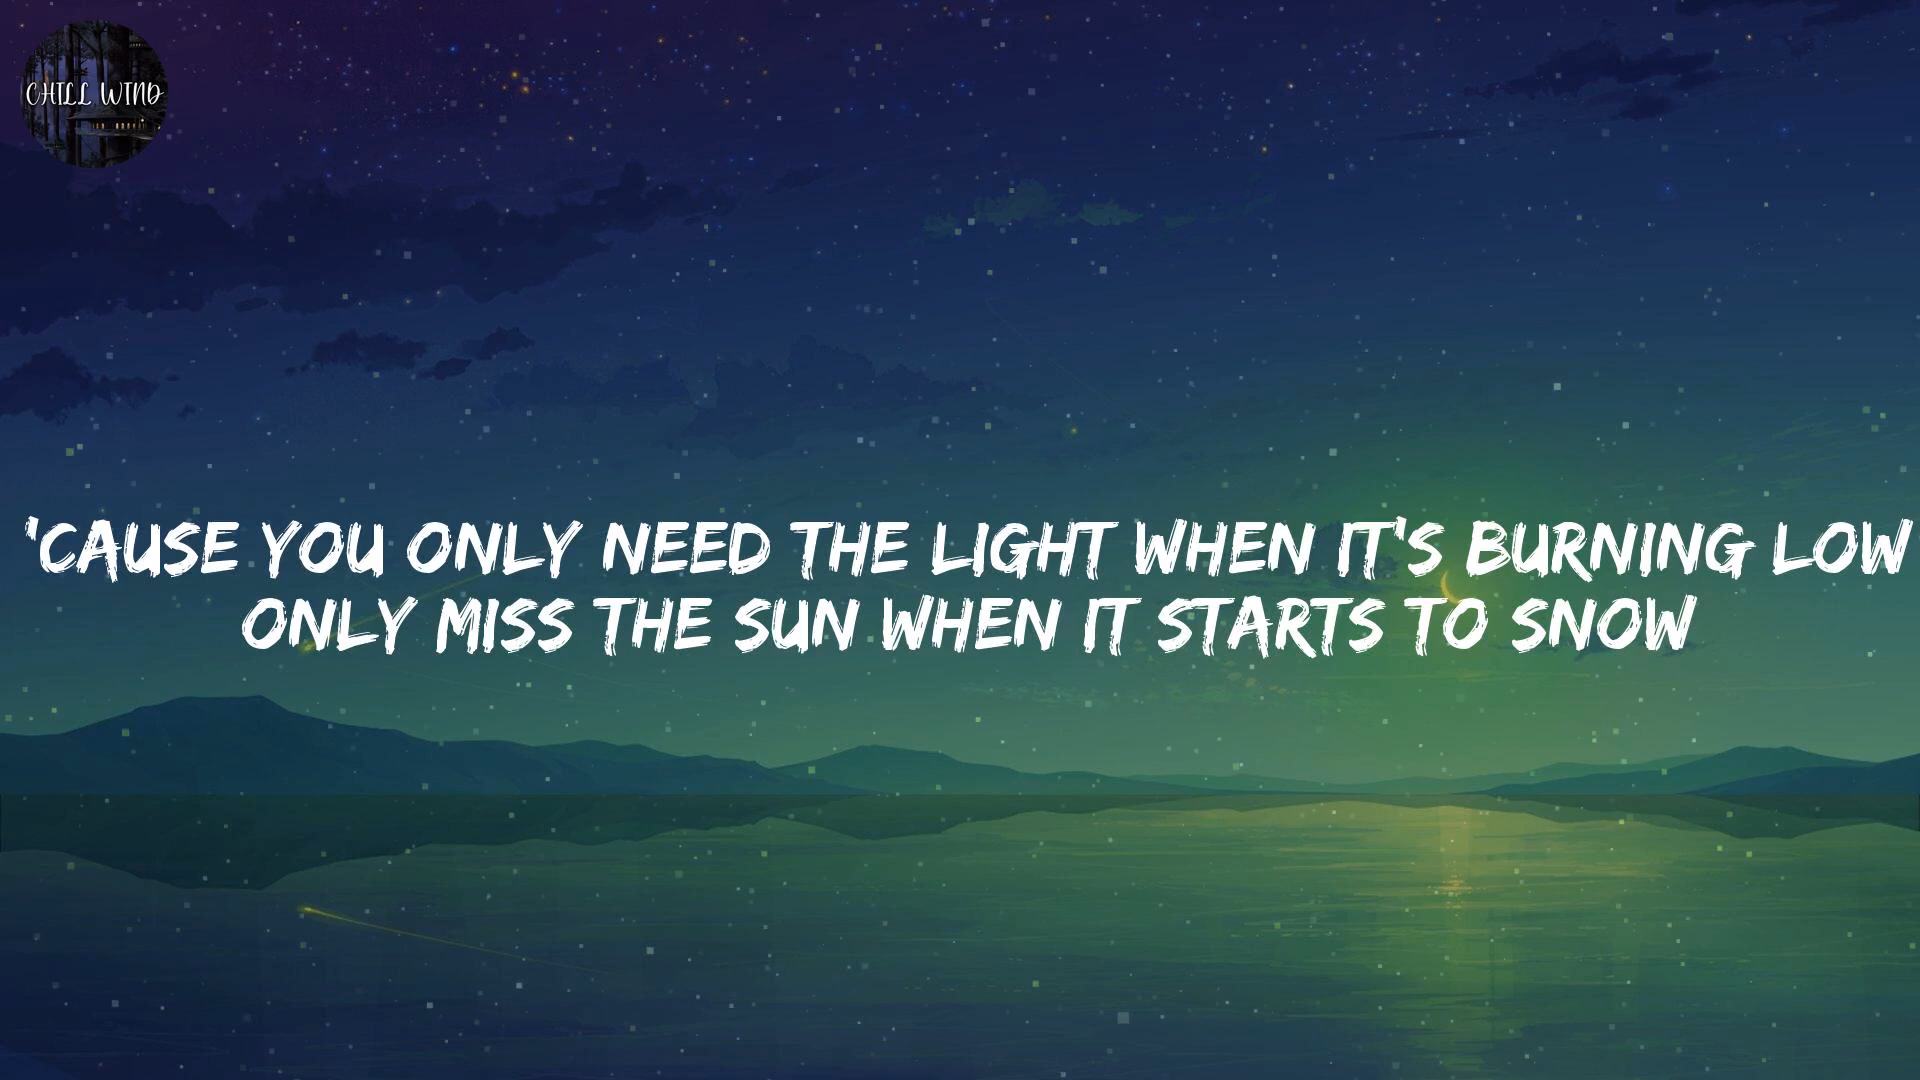 CHILL WIND
'CAUSE YOU ONLY NEED THE LIGHT WHEN IT'S BURNING LOW
ONLY MISS THE SUN WHEN IT STARTS TO SNOW